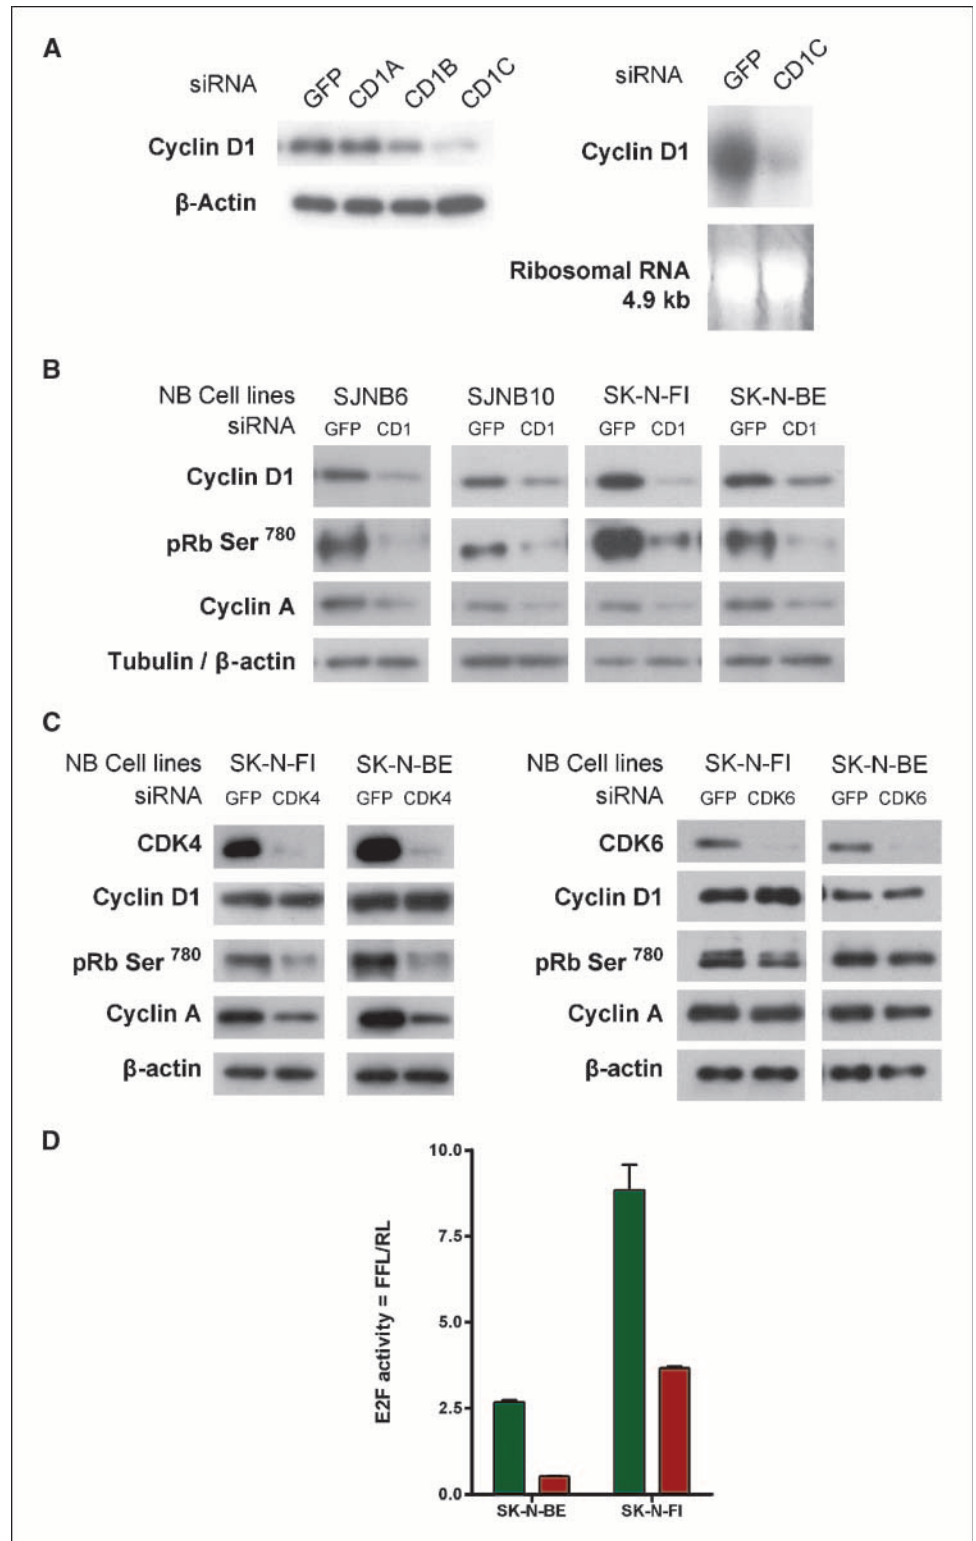 A
siRNA GFP CD1A CD1B CD1C
Cyclin D1
β-Actin
siRNA GFP CD1C
Cyclin D1
Ribosomal RNA
4.9 kb
B
NB Cell lines SJNB6 SJNB10 SK-N-FI SK-N-BE
siRNA GFP CD1 GFP CD1 GFP CD1 GFP CD1
Cyclin D1
pRb Ser 780
Cyclin A
Tubulin / β-actin
C
NB Cell lines SK-N-FI SK-N-BE
siRNA GFP CDK4 GFP CDK4
CDK4
Cyclin D1
pRb Ser 780
Cyclin A
β-actin
NB Cell lines SK-N-FI SK-N-BE
siRNA GFP CDK6 GFP CDK6
CDK6
Cyclin D1
pRb Ser 780
Cyclin A
β-actin
D
E2F activity = FFL/RL
10.0
7.5
5.0
2.5
0.0
SK-N-BE SK-N-FI